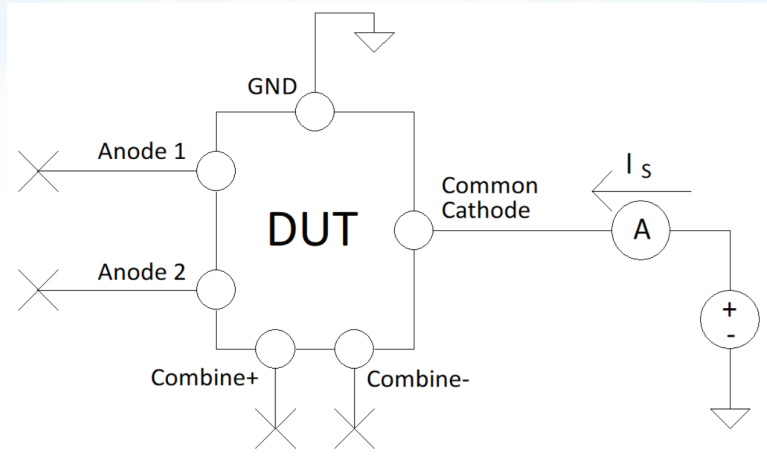 GND
Anode 1
I S
Common
Cathode
DUT
A
Anode 2
+
-
Combine+
Combine-